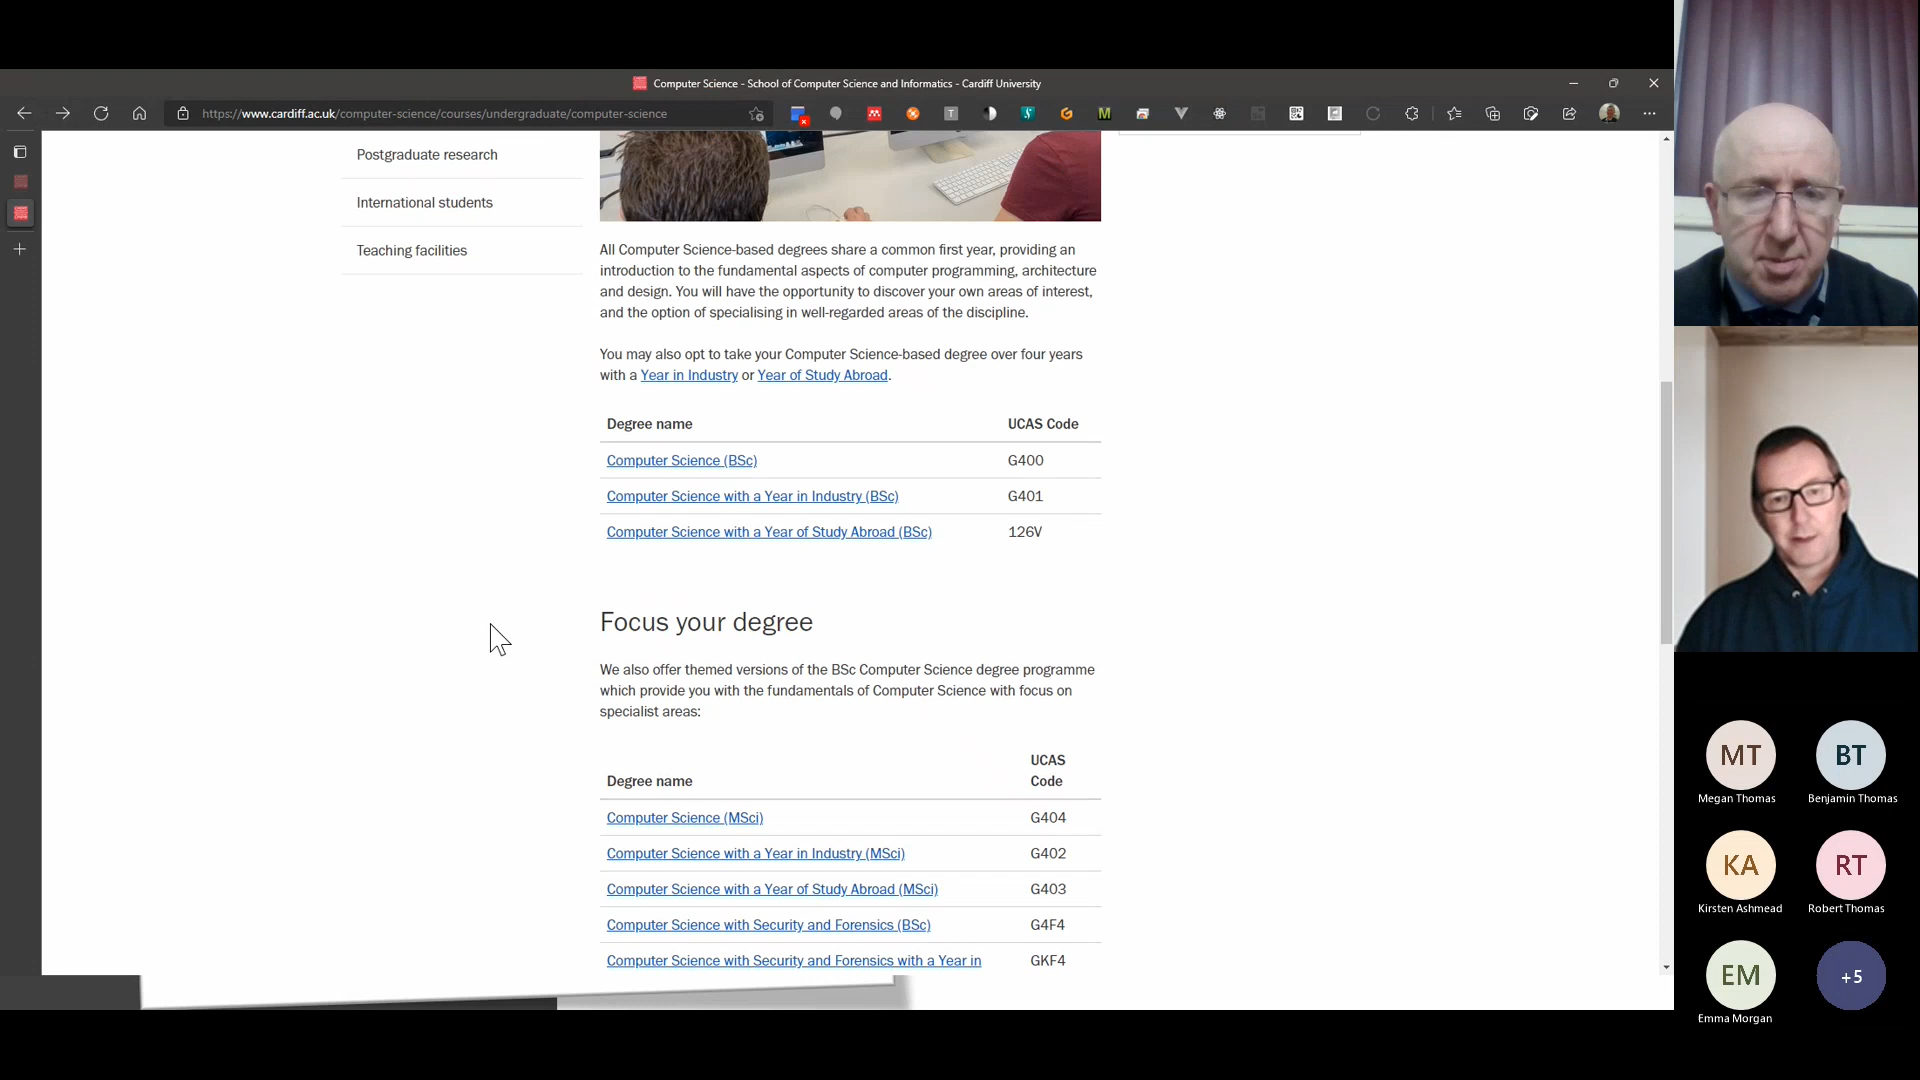 Computer Science - School of Computer Science and Informatics - Cardiff University
https://www.cardiff.ac.uk/computer-science/courses/undergraduate/computer-science
Postgraduate research
International students
Teaching facilities
All Computer Science-based degrees share a common first year, providing an
introduction to the fundamental aspects of computer programming, architecture
and design. You will have the opportunity to discover your own areas of interest,
and the option of specialising in well-regarded areas of the discipline.
You may also opt to take your Computer Science-based degree over four years
with a Year in Industry or Year of Study Abroad.
Degree name UCAS Code
Computer Science (BSc) G400
Computer Science with a Year in Industry (BSc) G401
Computer Science with a Year of Study Abroad (BSc) 126V
Focus your degree
We also offer themed versions of the BSc Computer Science degree programme
which provide you with the fundamentals of Computer Science with focus on
specialist areas:
UCAS
Degree name Code
Computer Science (MSci) G404
Computer Science with a Year in Industry (MSci) G402
Computer Science with a Year of Study Abroad (MSci) G403
Computer Science with Security and Forensics (BSc) G4F4
Computer Science with Security and Forensics with a Year in GKF4
MT BT
Megan Thomas Benjamin Thomas
KA RT
Kirsten Ashmead Robert Thomas
EM +5
Emma Morgan